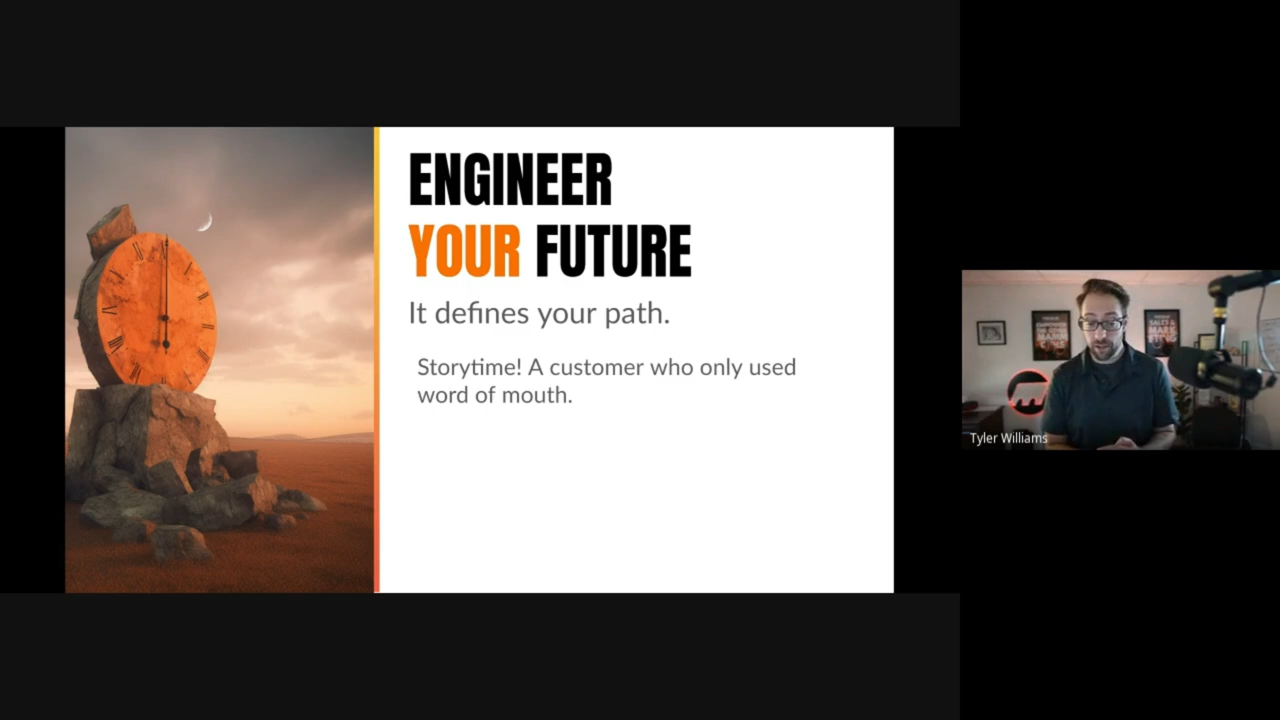 ENGINEER
YOUR FUTURE
It defines your path.
Storytime! A customer who only used
word of mouth.
Tyler Williams